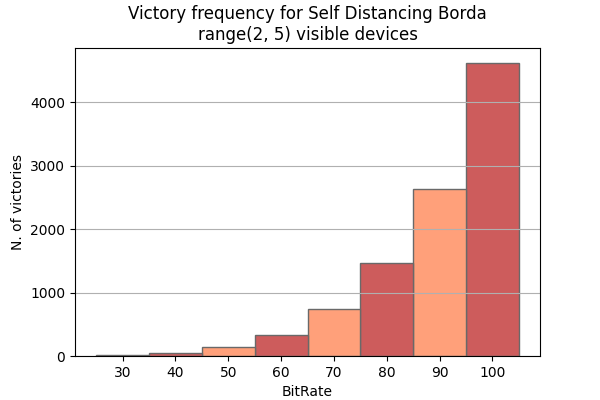 Victory frequency for Self Distancing Borda
range(2, 5) visible devices
N. of victories
4000
3000
2000
1000
0
30 40 50 60 70 80 90 100
BitRate